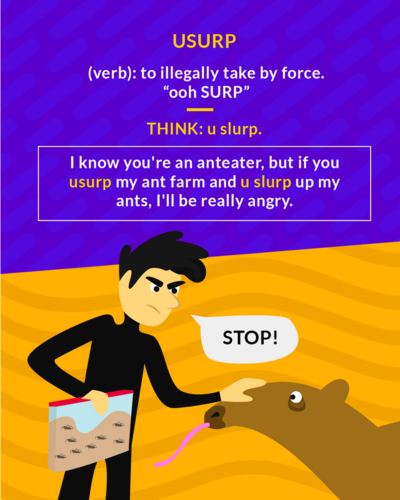 USURP
(verb): to illegally take by force.
“ooh SURP”
THINK: u slurp.
I know you're an anteater, but if you
usurp my ant farm and u slurp up my
ants, I'll be really angry.
STOP!